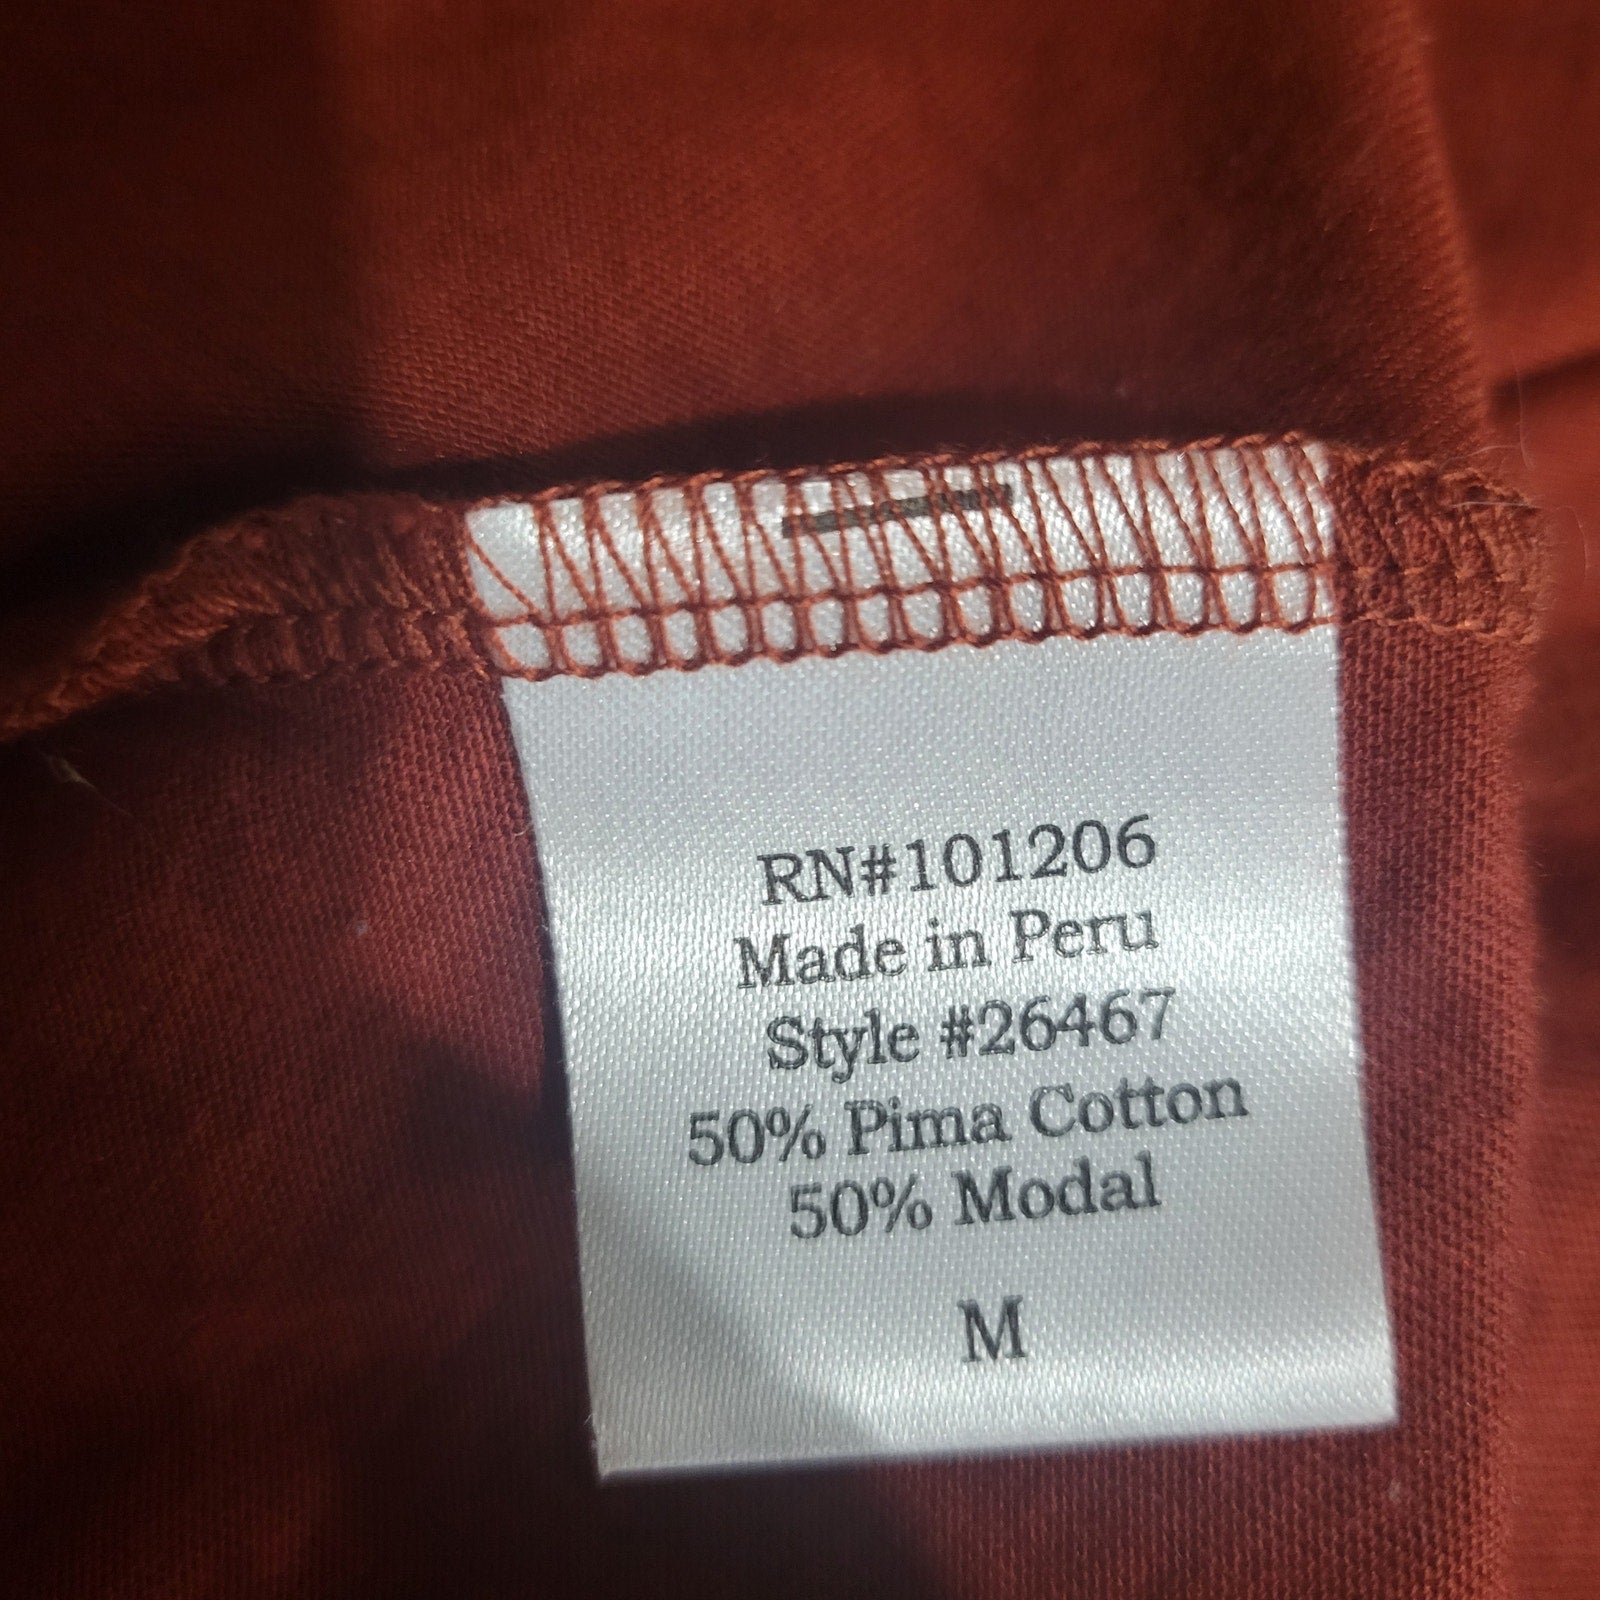 RN#101206
Made in Peru
Style #26467
50% Pima Cotton
50% Modal
M